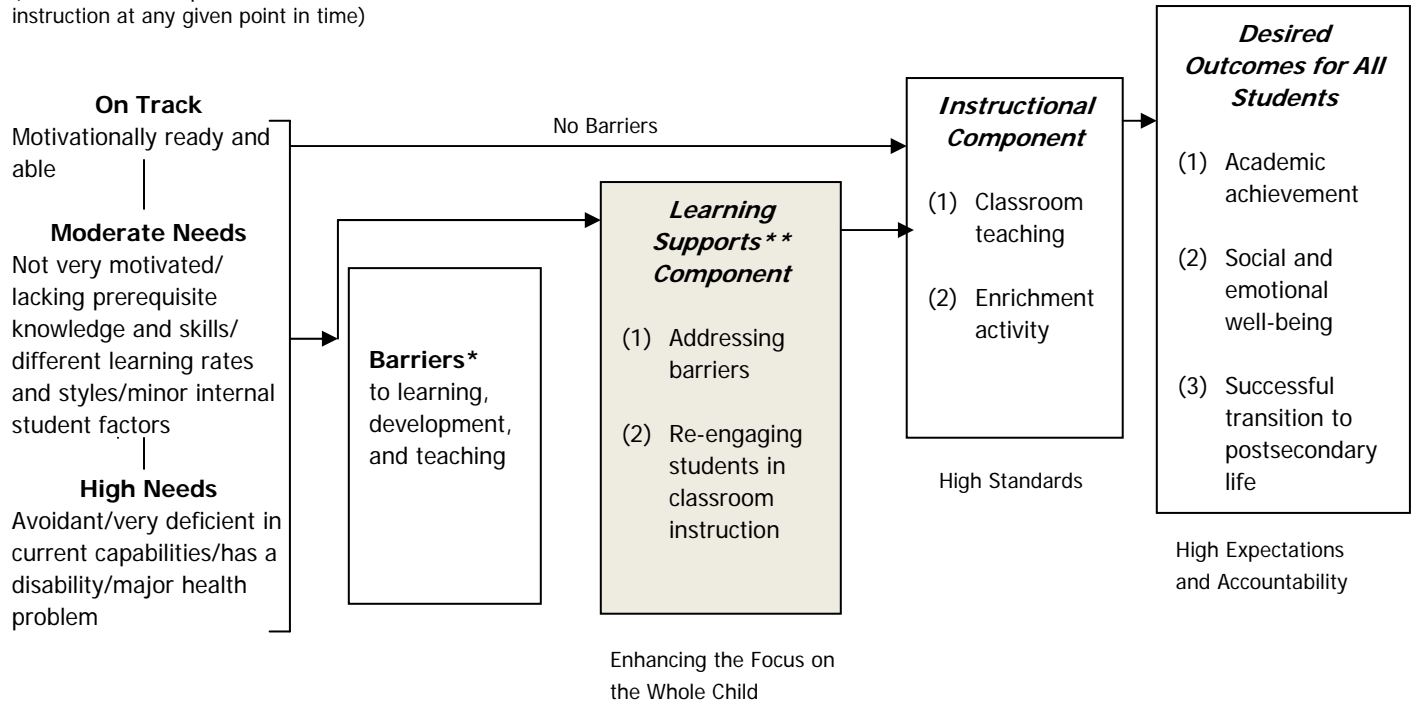 instruction at any given point in time)
On Track
Motivationally ready and
able
Moderate Needs
Not very motivated/
lacking prerequisite
knowledge and skills/
different learning rates
and styles/minor internal
student factors
High Needs
Avoidant/very deficient in
current capabilities/has a
disability/major health
problem
No Barriers
Barriers*
to learning,
development,
and teaching
Learning
Supports**
Component
(1) Addressing
barriers
(2) Re-engaging
students in
classroom
instruction
Enhancing the Focus on
the Whole Child
Instructional
Component
(1) Classroom
teaching
(2) Enrichment
activity
High Standards
Desired
Outcomes for All
Students
(1) Academic
achievement
(2) Social and
emotional
well-being
(3) Successful
transition to
postsecondary
life
High Expectations
and Accountability